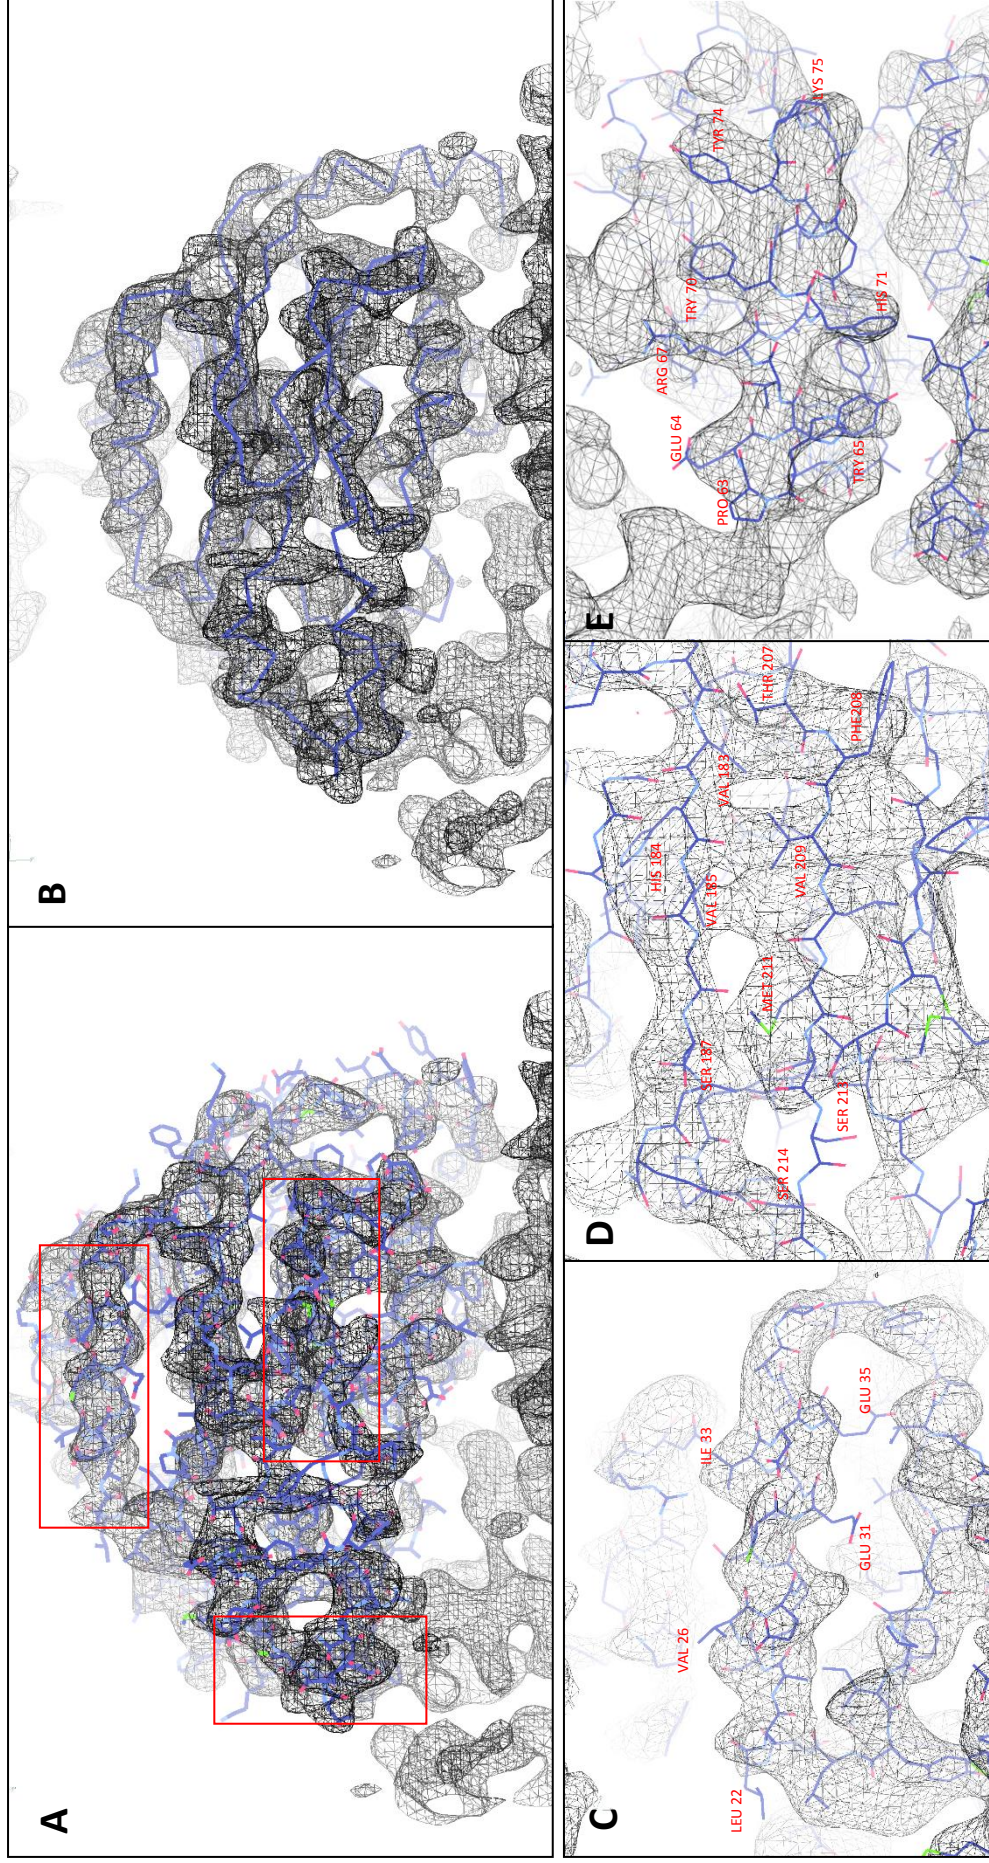 A
B
C
LEU 22
VAL 26
GLU 31
ILE 33
GLU 35
D
SER 214
SER 213
SER 187
MET 211
VAL 185
HIS 184
VAL 209
VAL 183
PHE208
THR 207
E
PRO 63
GLU 64
TRY 65
ARG 67
TRY 70
HIS 71
TYR 74
LYS 75